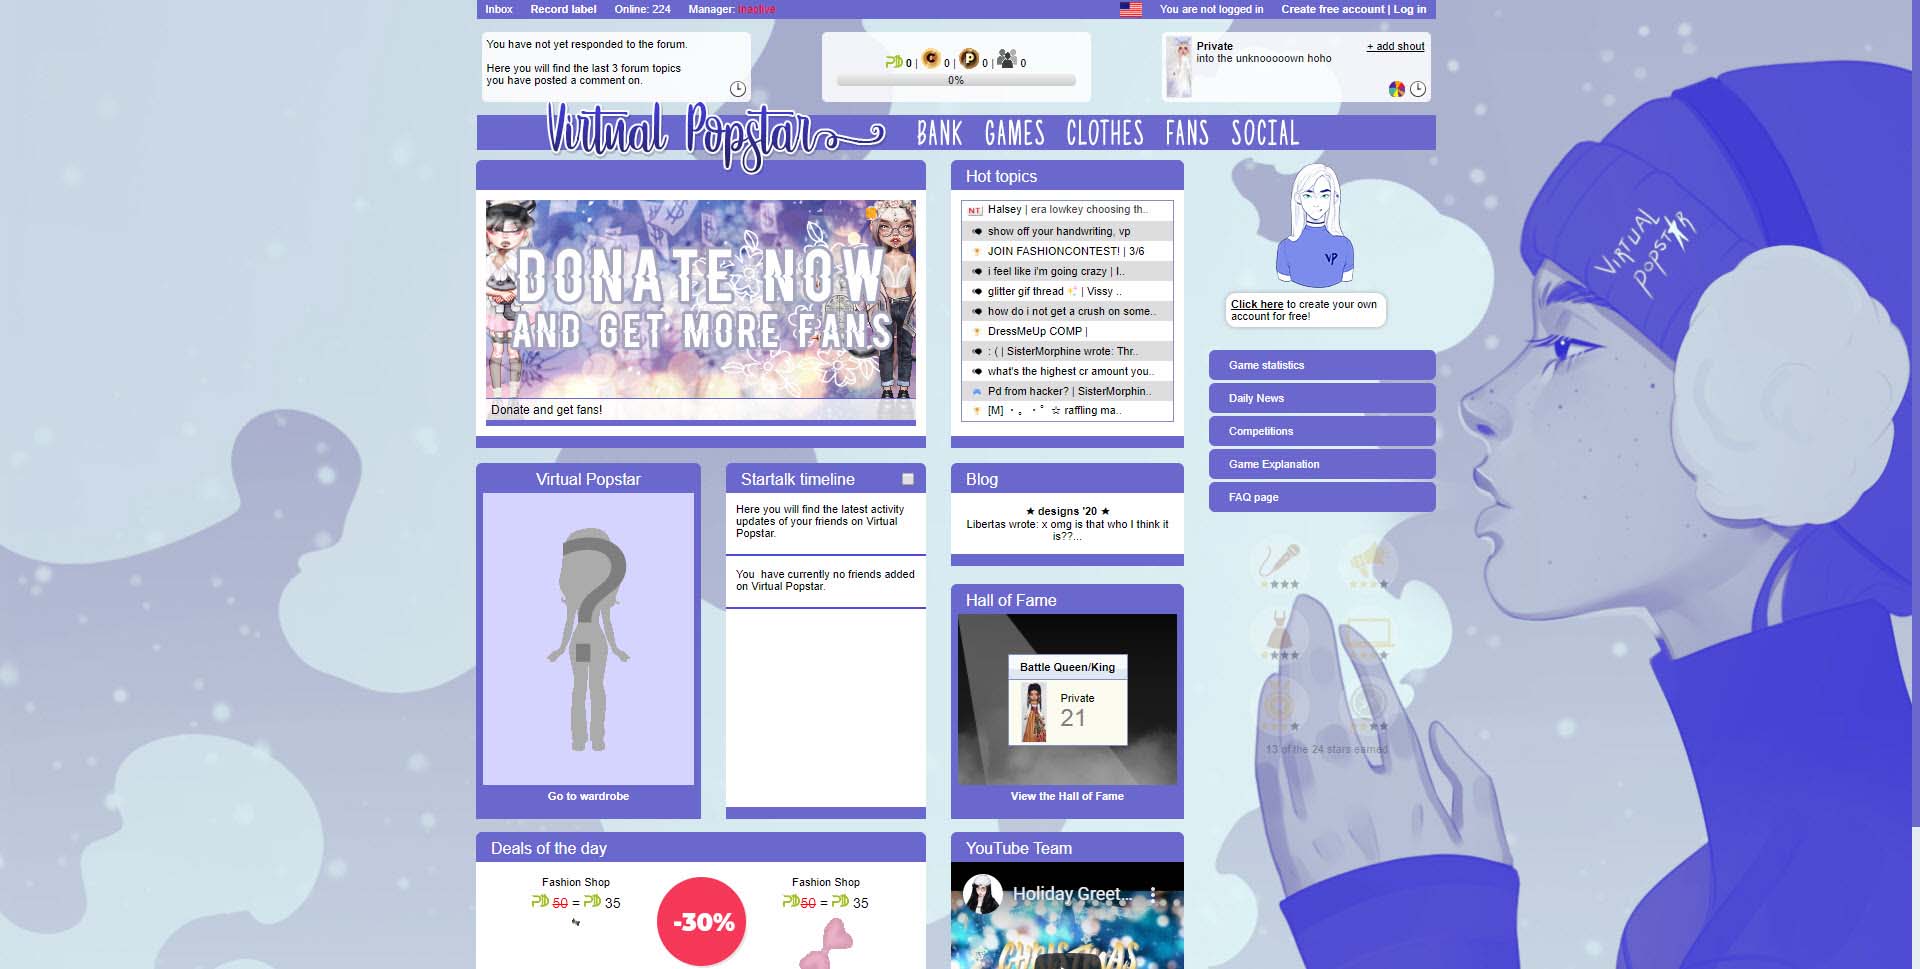 Inbox Record label Online: 224 Manager: Inactive You are not logged in Create free account | Log in
You have not yet responded to the forum.
Here you will find the last 3 forum topics
you have posted a comment on.
0 | C 0 | P 0 | 0
0%
Private + add shout
into the unknooooown hoho
Virtual Popstar BANK GAMES CLOTHES FANS SOCIAL
DONATE NOW
AND GET MORE FANS
Donate and get fans!
Hot topics
NT Halsey | era lowkey choosing th..
show off your handwriting, vp
JOIN FASHIONCONTEST! | 3/6
i feel like i'm going crazy | I..
glitter gif thread ✨ | Vissy ..
how do i not get a crush on some..
DressMeUp COMP |
: ( | SisterMorphine wrote: Thr..
what's the highest cr amount you..
Pd from hacker? | SisterMorphin..
[M] ・。・゜☆ raffling ma..
VP
Click here to create your own
account for free!
Game statistics
Daily News
Competitions
Game Explanation
FAQ page
13 of the 24 stars earned
VIRTUAL
POPSTAR
Virtual Popstar
Go to wardrobe
Startalk timeline
Here you will find the latest activity
updates of your friends on Virtual
Popstar.
You have currently no friends added
on Virtual Popstar.
Blog
★ designs '20 ★
Libertas wrote: x omg is that who I think it
is??...
Hall of Fame
Battle Queen/King
Private
21
View the Hall of Fame
Deals of the day
Fashion Shop
PD 50 = PD 35
-30%
Fashion Shop
PD 50 = PD 35
YouTube Team
Holiday Greet...
CHRISTMAS